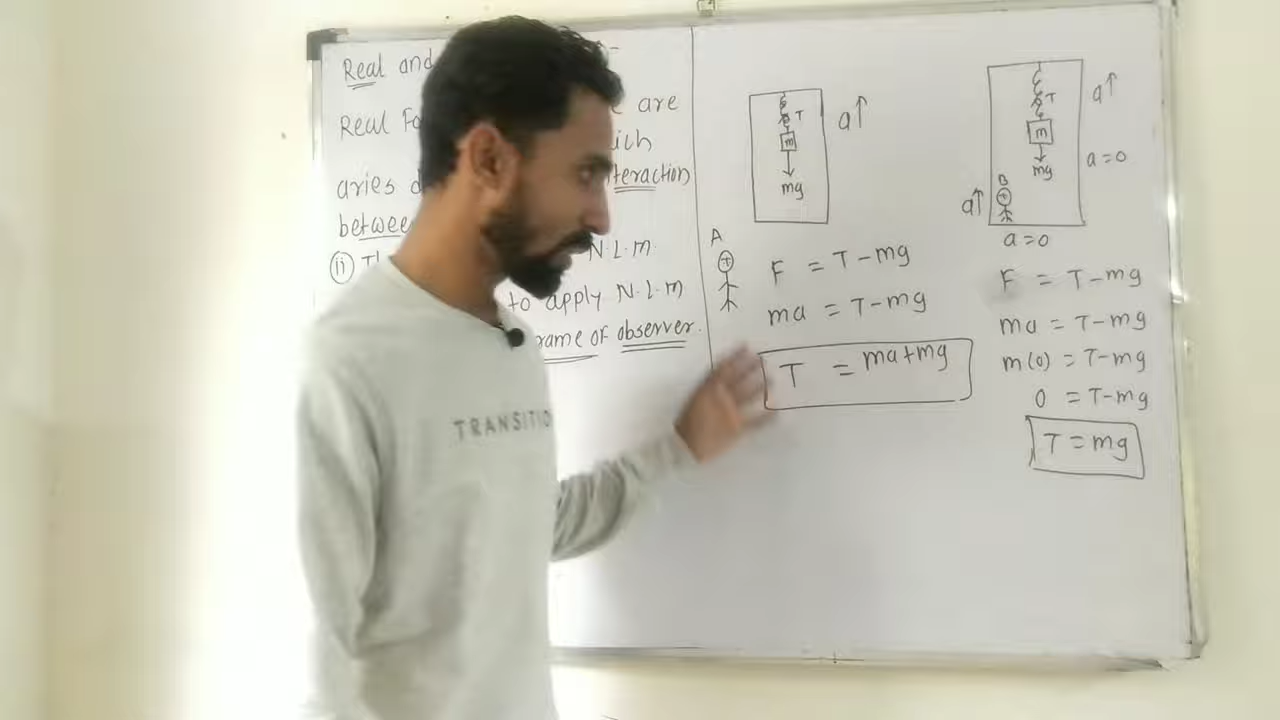 Real and
Real Fo
e are
ich
aries d
teraction
betwee
N.L.M.
(ii) Th
to apply N.L.M
rame of observer.
TRANSITIO
T
m
mg
a↑
A
F = T-mg
ma = T-mg
T = ma+mg
T
m
mg
a↑
a=0
B
a↑
a=0
F = T-mg
ma = T-mg
m(0) = T-mg
0 = T-mg
T = mg